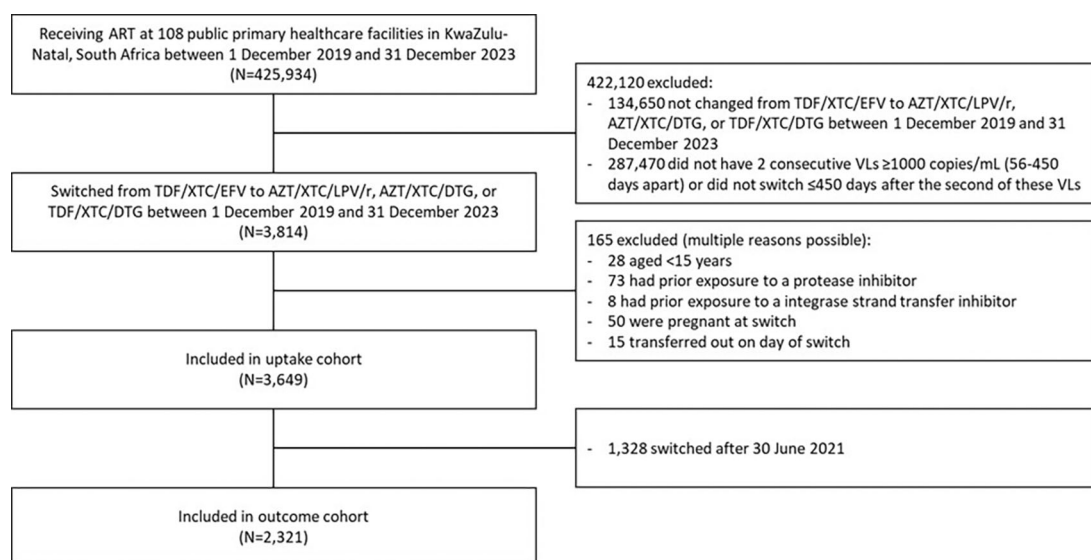 Receiving ART at 108 public primary healthcare facilities in KwaZulu-
Natal, South Africa between 1 December 2019 and 31 December 2023
(N=425,934)
422,120 excluded:
- 134,650 not changed from TDF/XTC/EFV to AZT/XTC/LPV/r,
AZT/XTC/DTG, or TDF/XTC/DTG between 1 December 2019 and 31
December 2023
- 287,470 did not have 2 consecutive VLs ≥1000 copies/mL (56-450
days apart) or did not switch ≤450 days after the second of these VLs
Switched from TDF/XTC/EFV to AZT/XTC/LPV/r, AZT/XTC/DTG, or
TDF/XTC/DTG between 1 December 2019 and 31 December 2023
(N=3,814)
165 excluded (multiple reasons possible):
- 28 aged <15 years
- 73 had prior exposure to a protease inhibitor
- 8 had prior exposure to a integrase strand transfer inhibitor
- 50 were pregnant at switch
- 15 transferred out on day of switch
Included in uptake cohort
(N=3,649)
- 1,328 switched after 30 June 2021
Included in outcome cohort
(N=2,321)